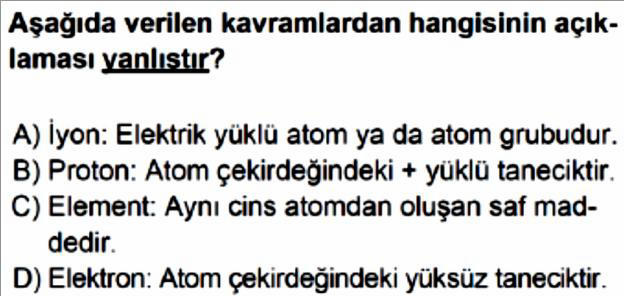 Aşağıda verilen kavramlardan hangisinin açık-
laması yanlıştır?
A) İyon: Elektrik yüklü atom ya da atom grubudur.
B) Proton: Atom çekirdeğindeki + yüklü taneciktir.
C) Element: Aynı cins atomdan oluşan saf mad-
dedir.
D) Elektron: Atom çekirdeğindeki yüksüz taneciktir.